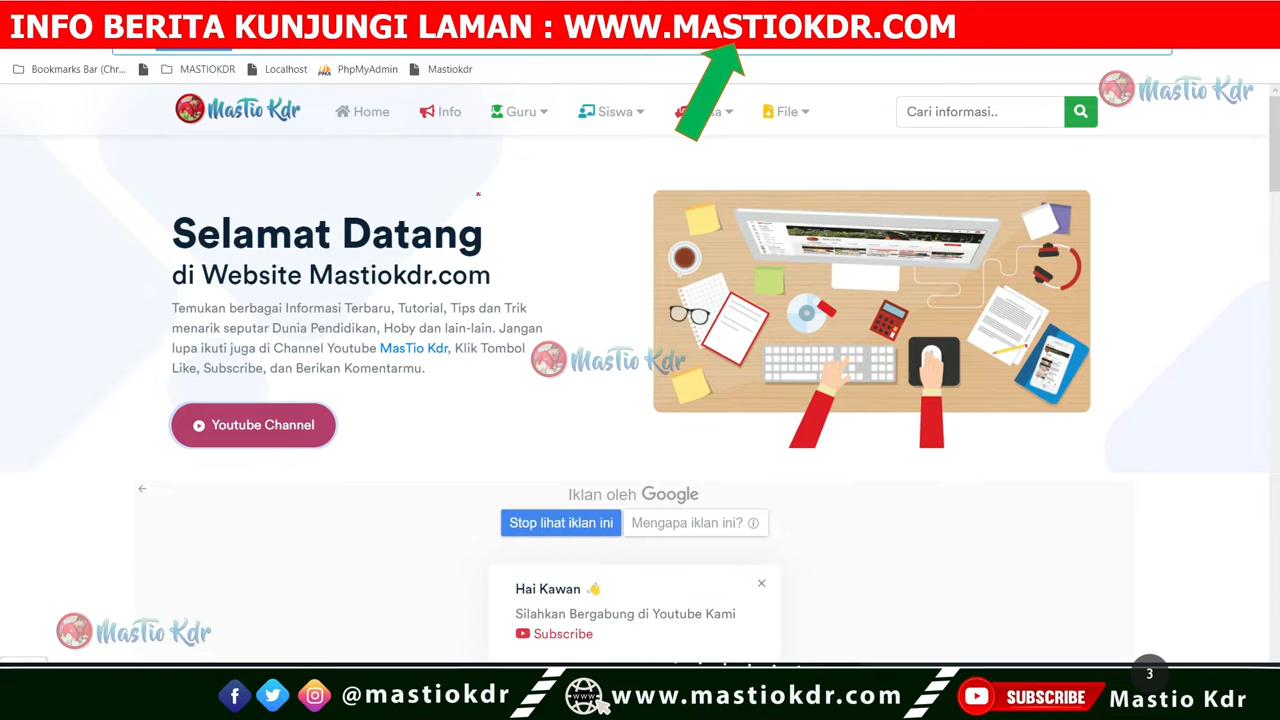 INFO BERITA KUNJUNGI LAMAN : WWW.MASTIOKDR.COM
Bookmarks Bar (Chr... MASTIOKDR Localhost PhpMyAdmin Mastiokdr
MasTio Kdr
MasTio Kdr Home Info Guru Siswa File
Cari informasi..
Selamat Datang
di Website Mastiokdr.com
Temukan berbagai Informasi Terbaru, Tutorial, Tips dan Trik
menarik seputar Dunia Pendidikan, Hoby dan lain-lain. Jangan
lupa ikuti juga di Channel Youtube MasTio Kdr, Klik Tombol
Like, Subscribe, dan Berikan Komentarmu.
MasTio Kdr
Youtube Channel
Iklan oleh Google
Stop lihat iklan ini Mengapa iklan ini?
Hai Kawan
Silahkan Bergabung di Youtube Kami
Subscribe
MasTio Kdr
3
@mastiokdr www.mastiokdr.com SUBSCRIBE Mastio Kdr